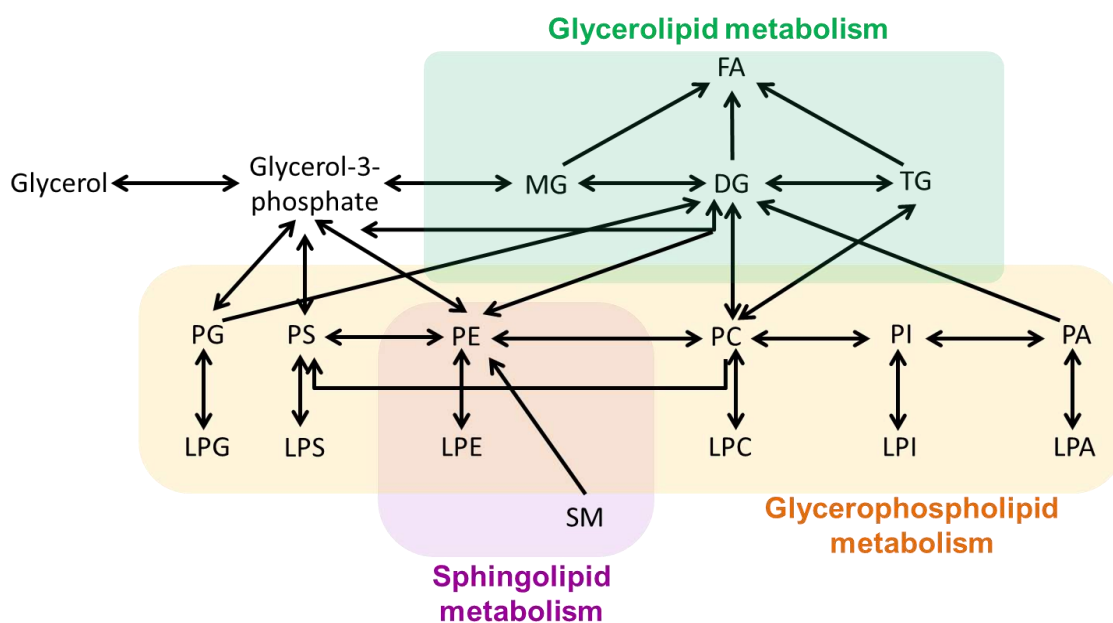 Glycerolipid metabolism
FA
Glycerol
Glycerol-3-
phosphate
MG
DG
TG
PG
PS
PE
PC
PI
PA
LPG
LPS
LPE
LPC
LPI
LPA
SM
Glycerophospholipid
metabolism
Sphingolipid
metabolism